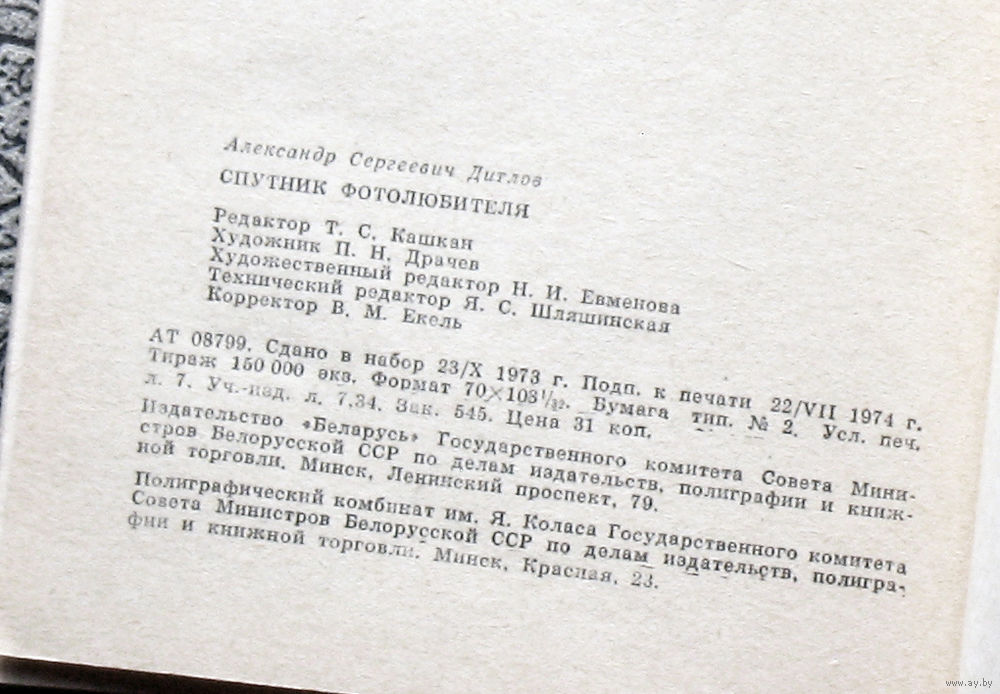 Александр Сергеевич Дитлов
СПУТНИК ФОТОЛЮБИТЕЛЯ
Редактор Т. С. Кашкан
Художник П. Н. Драчев
Художественный редактор Н. И. Евменова
Технический редактор Я. С. Шляшинская
Корректор В. М. Екель
АТ 08799. Сдано в набор 23/X 1973 г. Подп. к печати 22/VII 1974 г.
Тираж 150 000 экз. Формат 70×108 1/32. Бумага тип. № 2. Усл. печ.
л. 7. Уч.-изд. л. 7,34. Зак. 545. Цена 31 коп.
Издательство «Беларусь» Государственного комитета Совета Мини-
стров Белорусской ССР по делам издательств, полиграфии и книж-
ной торговли. Минск, Ленинский проспект, 79.
Полиграфический комбинат им. Я. Коласа Государственного комитета
Совета Министров Белорусской ССР по делам издательств, полигра-
фии и книжной торговли. Минск, Красная, 23.
www.ay.by